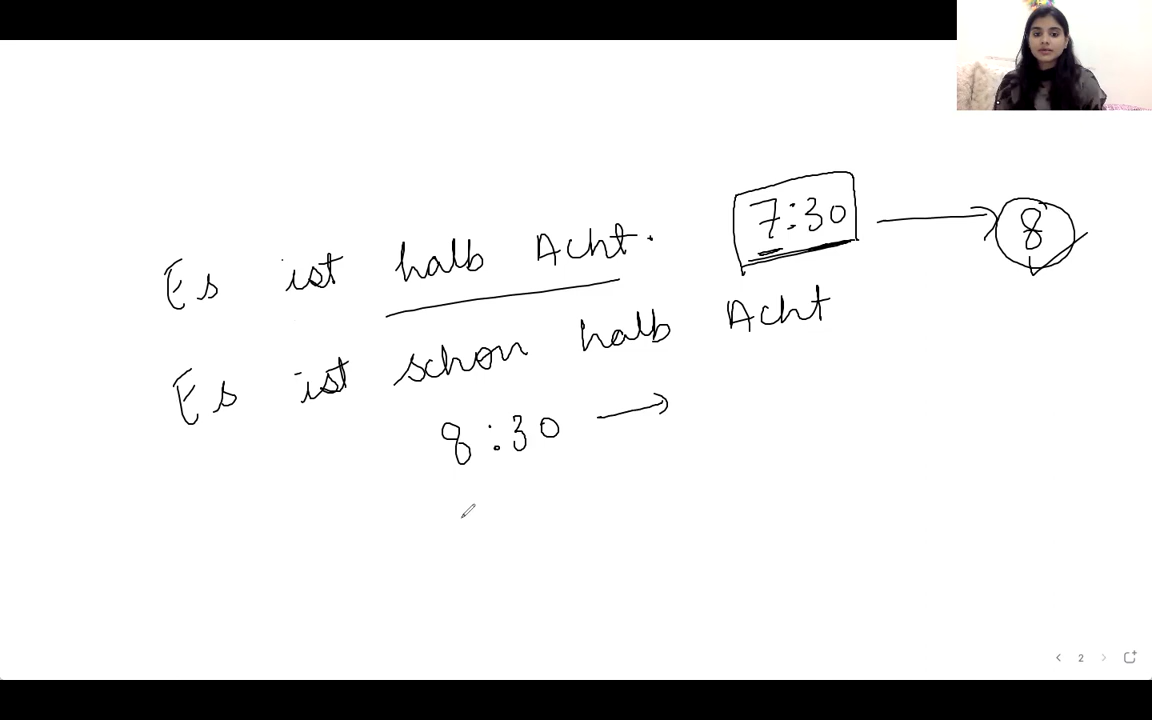 Es ist halb Acht. 7:30 → 8
Es ist schon halb Acht
8:30 →
2